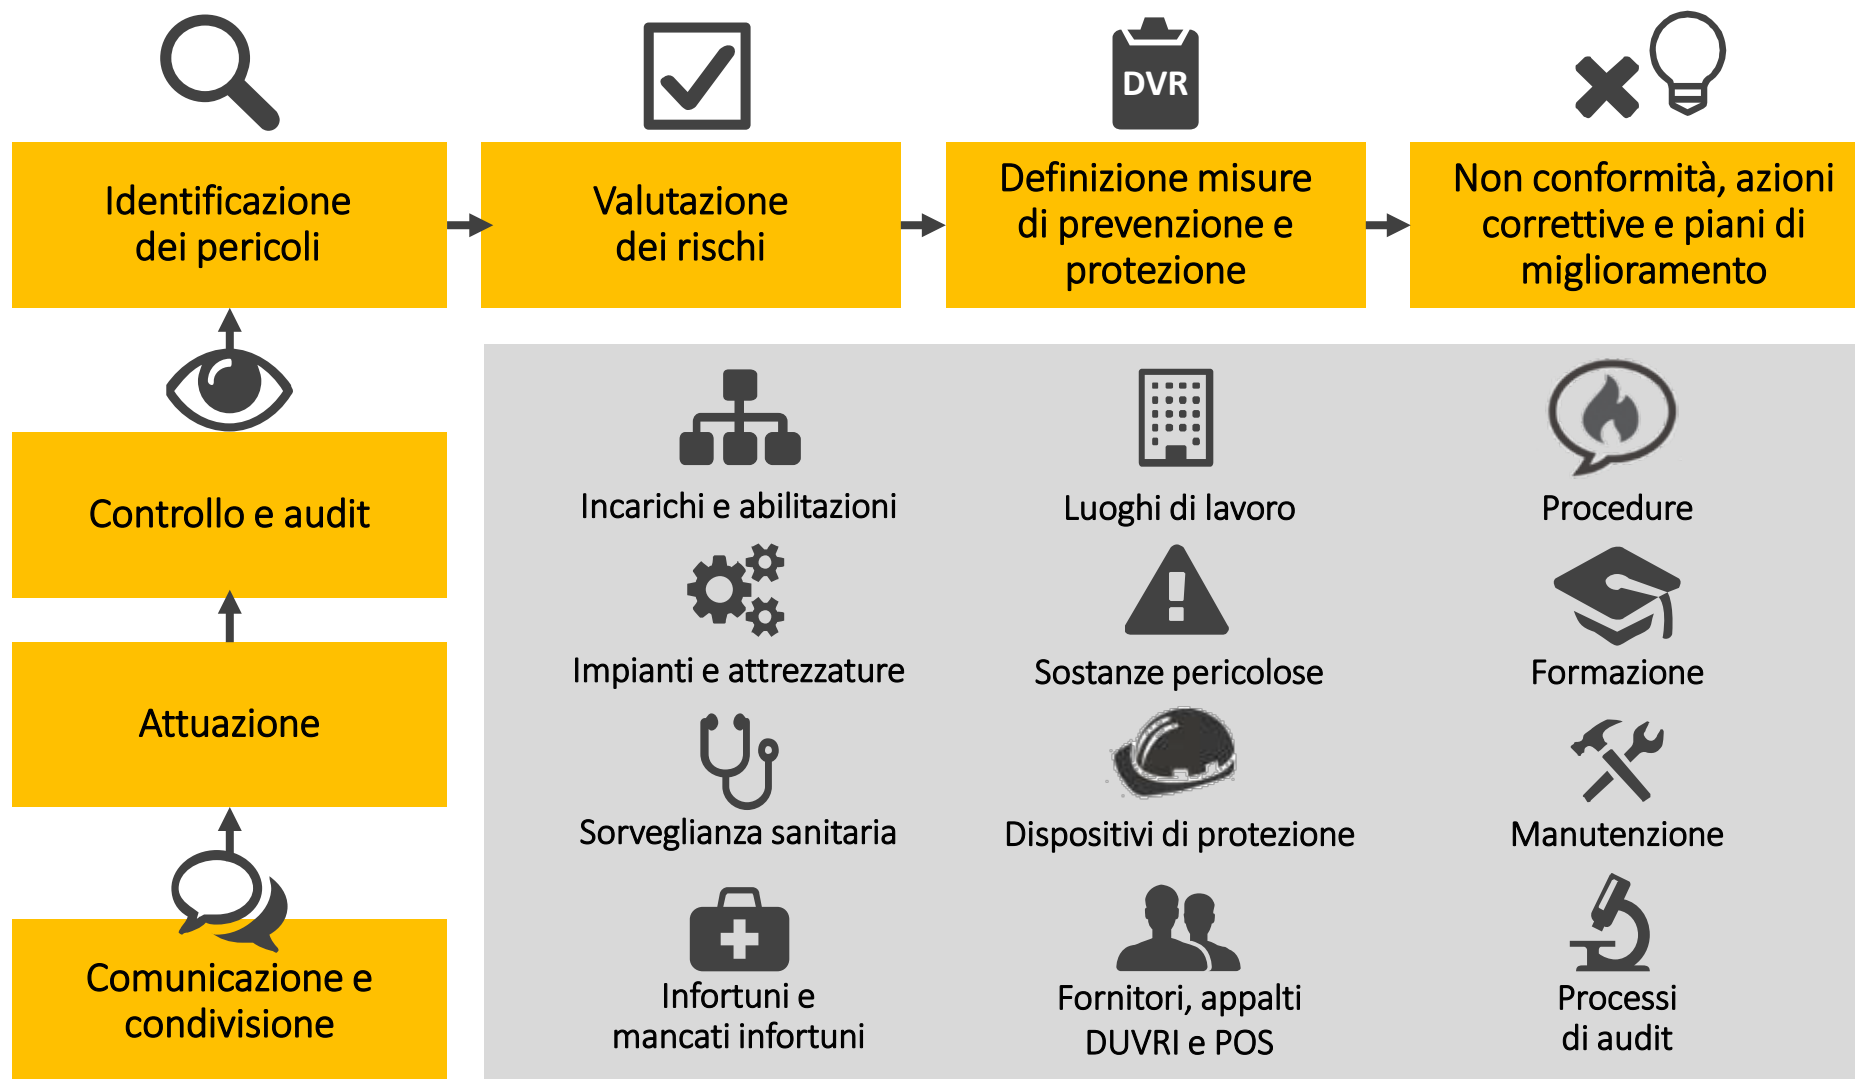 DVR
Identificazione
dei pericoli
Valutazione
dei rischi
Definizione misure
di prevenzione e
protezione
Non conformità, azioni
correttive e piani di
miglioramento
Controllo e audit
Attuazione
Comunicazione e
condivisione
Incarichi e abilitazioni
Luoghi di lavoro
Procedure
Impianti e attrezzature
Sostanze pericolose
Formazione
Sorveglianza sanitaria
Dispositivi di protezione
Manutenzione
Infortuni e
mancati infortuni
Fornitori, appalti
DUVRI e POS
Processi
di audit